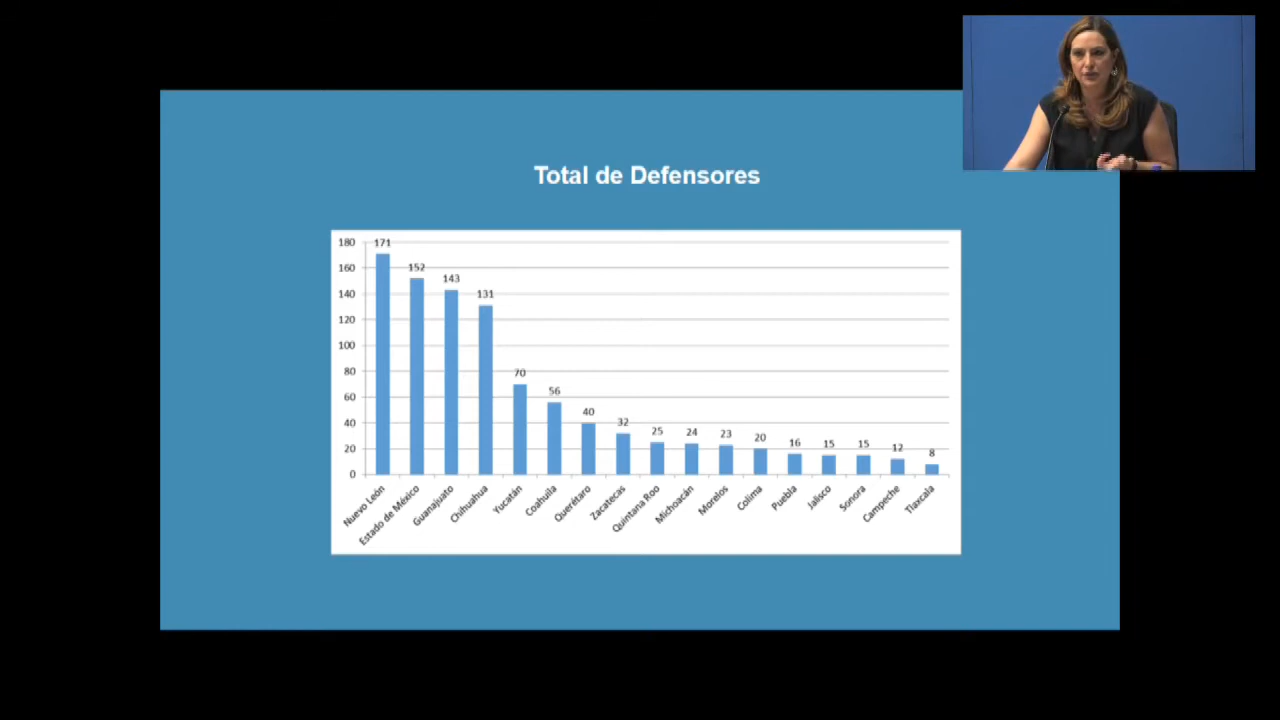 Total de Defensores
180
160
140
120
100
80
60
40
20
0
171
152
143
131
70
56
40
32
25
24
23
20
16
15
15
12
8
Nuevo León
Estado de México
Guanajuato
Chihuahua
Yucatán
Coahuila
Querétaro
Zacatecas
Quintana Roo
Michoacán
Morelos
Colima
Puebla
Jalisco
Sonora
Campeche
Tlaxcala